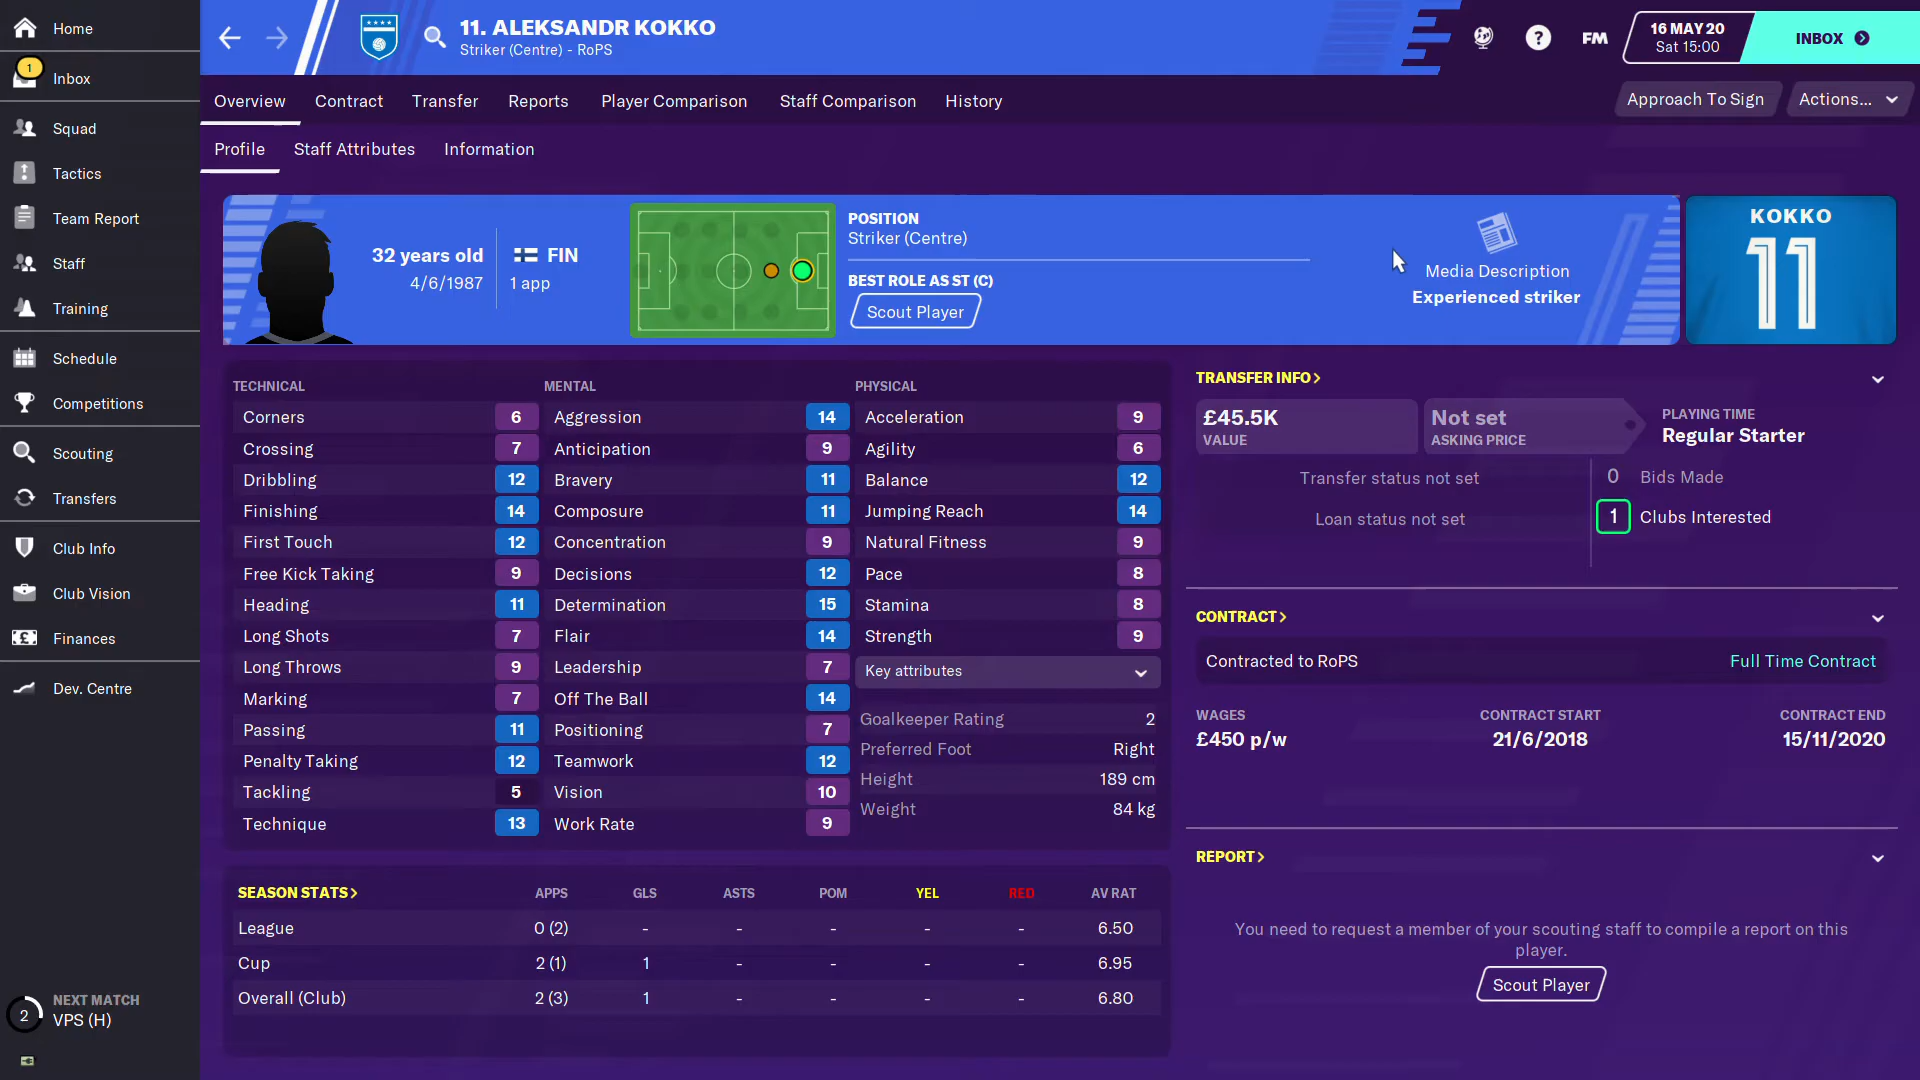 Home
1
Inbox
Squad
Tactics
Team Report
Staff
Training
Schedule
Competitions
Scouting
Transfers
Club Info
Club Vision
Finances
Dev. Centre
2
NEXT MATCH
VPS (H)
11. ALEKSANDR KOKKO
Striker (Centre) - RoPS
?
FM
16 MAY 20
Sat 15:00
INBOX
Overview Contract Transfer Reports Player Comparison Staff Comparison History
Approach To Sign
Actions...
Profile Staff Attributes Information
32 years old
4/6/1987
FIN
1 app
POSITION
Striker (Centre)
BEST ROLE AS ST (C)
Scout Player
Media Description
Experienced striker
KOKKO
11
TECHNICAL
Corners 6
Crossing 7
Dribbling 12
Finishing 14
First Touch 12
Free Kick Taking 9
Heading 11
Long Shots 7
Long Throws 9
Marking 7
Passing 11
Penalty Taking 12
Tackling 5
Technique 13
MENTAL
Aggression 14
Anticipation 9
Bravery 11
Composure 11
Concentration 9
Decisions 12
Determination 15
Flair 14
Leadership 7
Off The Ball 14
Positioning 7
Teamwork 12
Vision 10
Work Rate 9
PHYSICAL
Acceleration 9
Agility 6
Balance 12
Jumping Reach 14
Natural Fitness 9
Pace 8
Stamina 8
Strength 9
Key attributes
Goalkeeper Rating 2
Preferred Foot Right
Height 189 cm
Weight 84 kg
SEASON STATS> APPS GLS ASTS POM YEL RED AV RAT
League 0 (2) - - - - - 6.50
Cup 2 (1) 1 - - - - 6.95
Overall (Club) 2 (3) 1 - - - - 6.80
TRANSFER INFO>
£45.5K
VALUE
Not set
ASKING PRICE
PLAYING TIME
Regular Starter
Transfer status not set
Loan status not set
0 Bids Made
1 Clubs Interested
CONTRACT>
Contracted to RoPS Full Time Contract
WAGES
£450 p/w
CONTRACT START
21/6/2018
CONTRACT END
15/11/2020
REPORT>
You need to request a member of your scouting staff to compile a report on this
player.
Scout Player